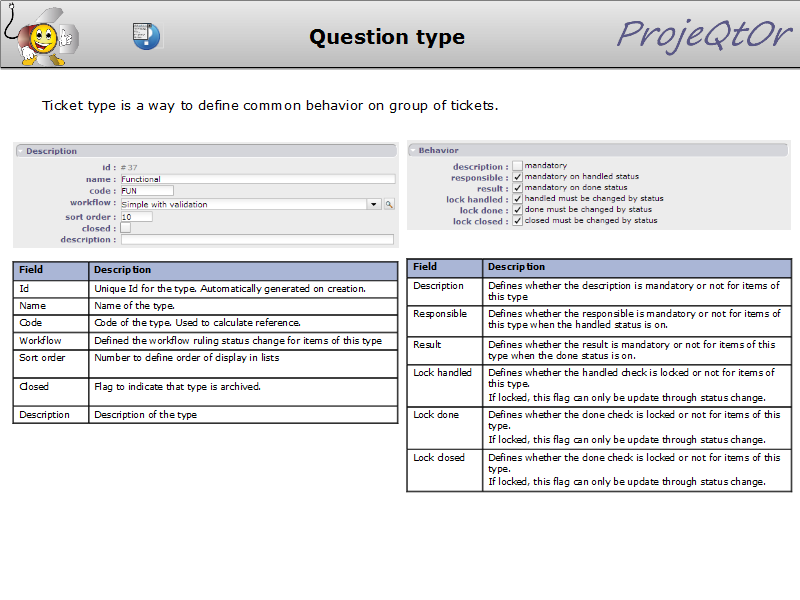 Question type
ProjeQtOr
Ticket type is a way to define common behavior on group of tickets.
Description
id : #37
name : Functional
code : FUN
workflow : Simple with validation
sort order : 10
closed :
description :
Field Description
Id Unique Id for the type. Automatically generated on creation.
Name Name of the type.
Code Code of the type. Used to calculate reference.
Workflow Defined the workflow ruling status change for items of this type
Sort order Number to define order of display in lists
Closed Flag to indicate that type is archived.
Description Description of the type
Behavior
description : mandatory
responsible : mandatory on handled status
result : mandatory on done status
lock handled : handled must be changed by status
lock done : done must be changed by status
lock closed : closed must be changed by status
Field Description
Description Defines whether the description is mandatory or not for items of
this type
Responsible Defines whether the responsible is mandatory or not for items of
this type when the handled status is on.
Result Defines whether the result is mandatory or not for items of this
type when the done status is on.
Lock handled Defines whether the handled check is locked or not for items of
this type.
If locked, this flag can only be update through status change.
Lock done Defines whether the done check is locked or not for items of this
type.
If locked, this flag can only be update through status change.
Lock closed Defines whether the done check is locked or not for items of this
type.
If locked, this flag can only be update through status change.